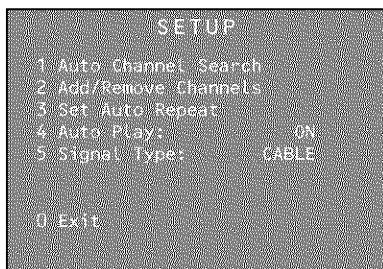 SETUP
1 Auto Channel Search
2 Add/Remove Channels
3 Set Auto Repeat
4 Auto Play: ON
5 Signal Type: CABLE
0 Exit